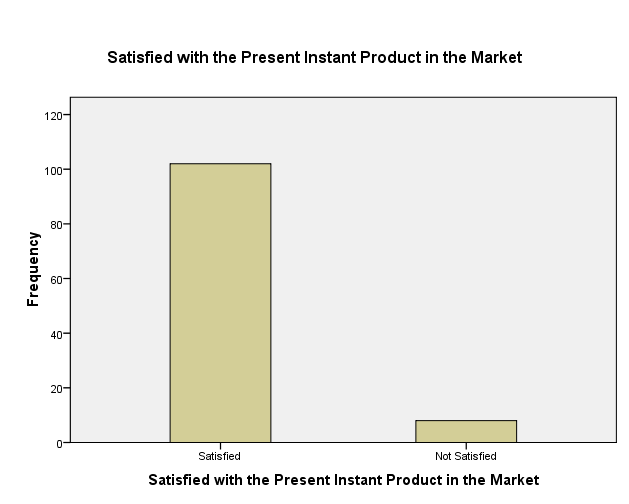 Satisfied with the Present Instant Product in the Market
120
100
80
60
40
20
0
Frequency
Satisfied
Not Satisfied
Satisfied with the Present Instant Product in the Market